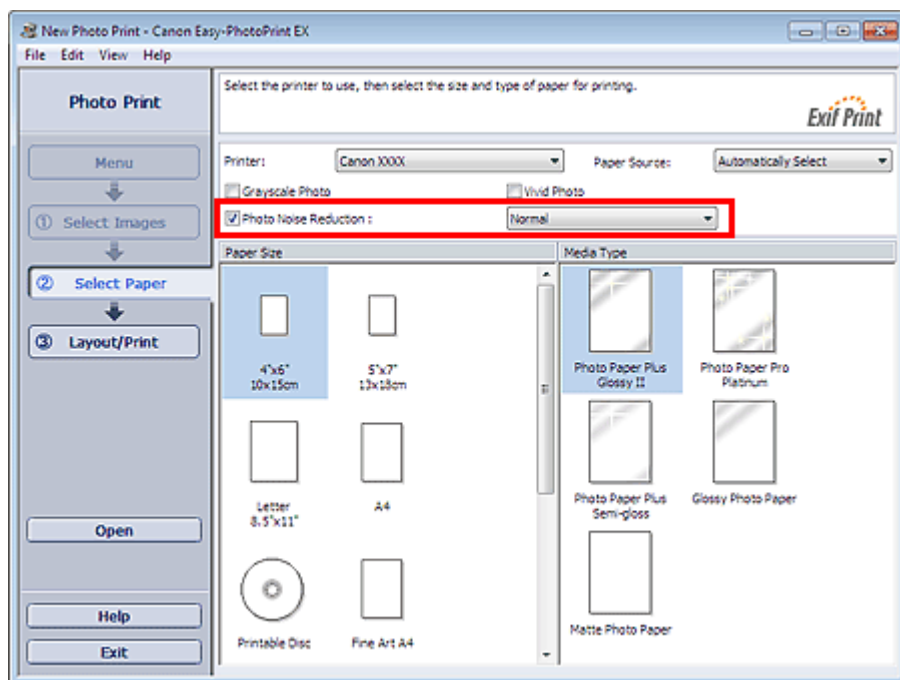 New Photo Print - Canon Easy-PhotoPrint EX
File Edit View Help
Photo Print
Select the printer to use, then select the size and type of paper for printing.
Exif Print
Menu
① Select Images
② Select Paper
③ Layout/Print
Open
Help
Exit
Printer: Canon XXXX Paper Source: Automatically Select
Grayscale Photo Vivid Photo
Photo Noise Reduction : Normal
Paper Size
4"x6"
10x15cm
5"x7"
13x18cm
Letter
8.5"x11"
A4
Printable Disc
Fine Art A4
Media Type
Photo Paper Plus
Glossy II
Photo Paper Pro
Platinum
Photo Paper Plus
Semi-gloss
Glossy Photo Paper
Matte Photo Paper